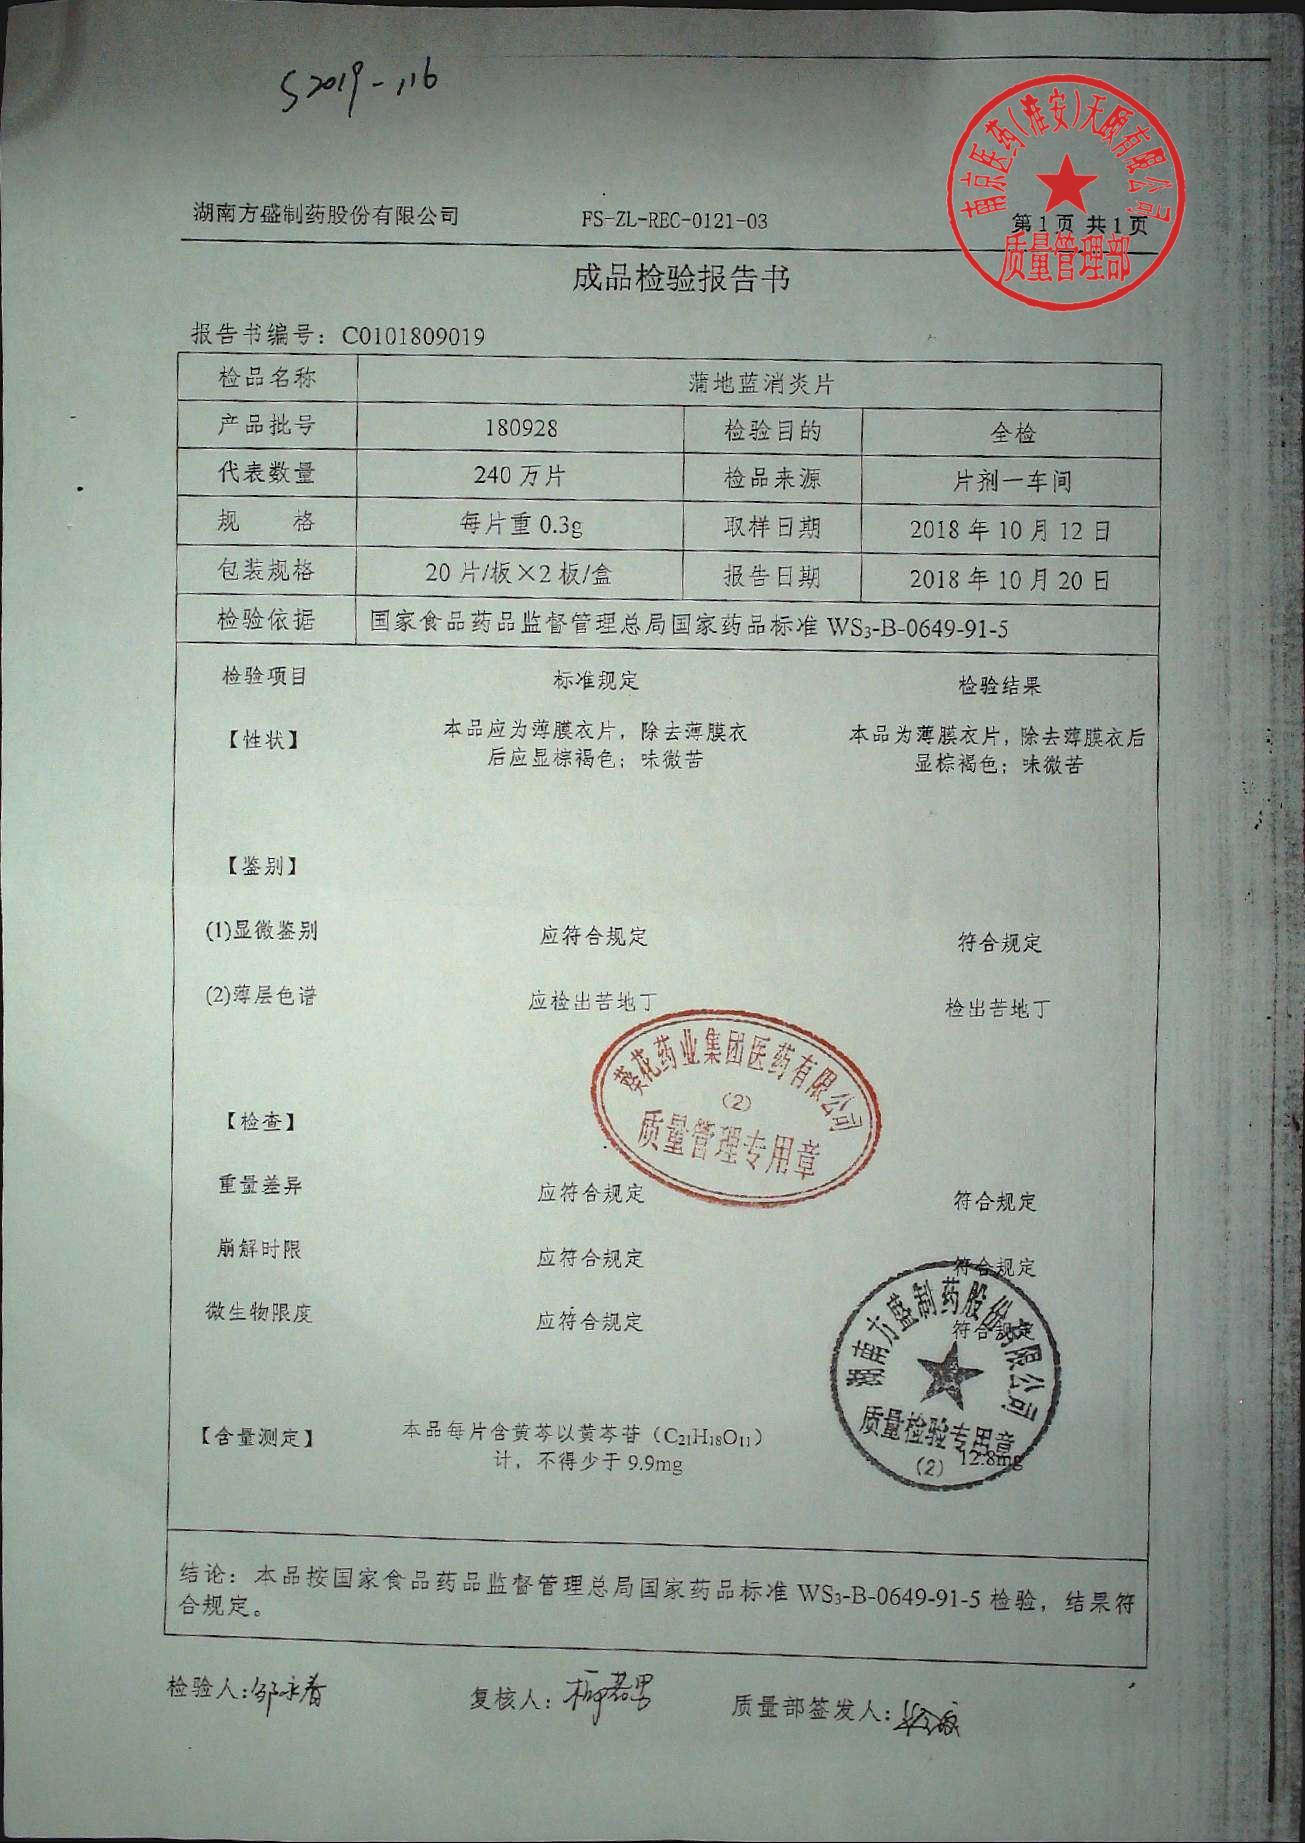 S2019-116
南京医药(淮安)天颐有限公司
质量管理部
湖南方盛制药股份有限公司 FS-ZL-REC-0121-03 第1页 共1页
成品检验报告书
报告书编号：C0101809019
检品名称 蒲地蓝消炎片
产品批号 180928 检验目的 全检
代表数量 240万片 检品来源 片剂一车间
规 格 每片重0.3g 取样日期 2018年10月12日
包装规格 20片/板×2板/盒 报告日期 2018年10月20日
检验依据 国家食品药品监督管理总局国家药品标准 WS₃-B-0649-91-5
检验项目 标准规定 检验结果
【性状】 本品应为薄膜衣片，除去薄膜衣 本品为薄膜衣片，除去薄膜衣后
后应显棕褐色；味微苦 显棕褐色；味微苦
【鉴别】
(1)显微鉴别 应符合规定 符合规定
(2)薄层色谱 应检出苦地丁 检出苦地丁
葵花药业集团医药有限公司
(2)
质量管理专用章
【检查】
重量差异 应符合规定 符合规定
崩解时限 应符合规定 符合规定
微生物限度 应符合规定 符合规定
湖南方盛制药股份有限公司
质量检验专用章
(2)
【含量测定】 本品每片含黄芩以黄芩苷（C₂₁H₁₈O₁₁）
计，不得少于9.9mg 12.8mg
结论：本品按国家食品药品监督管理总局国家药品标准 WS₃-B-0649-91-5 检验，结果符
合规定。
检验人：邹永春 复核人： 质量部签发人：